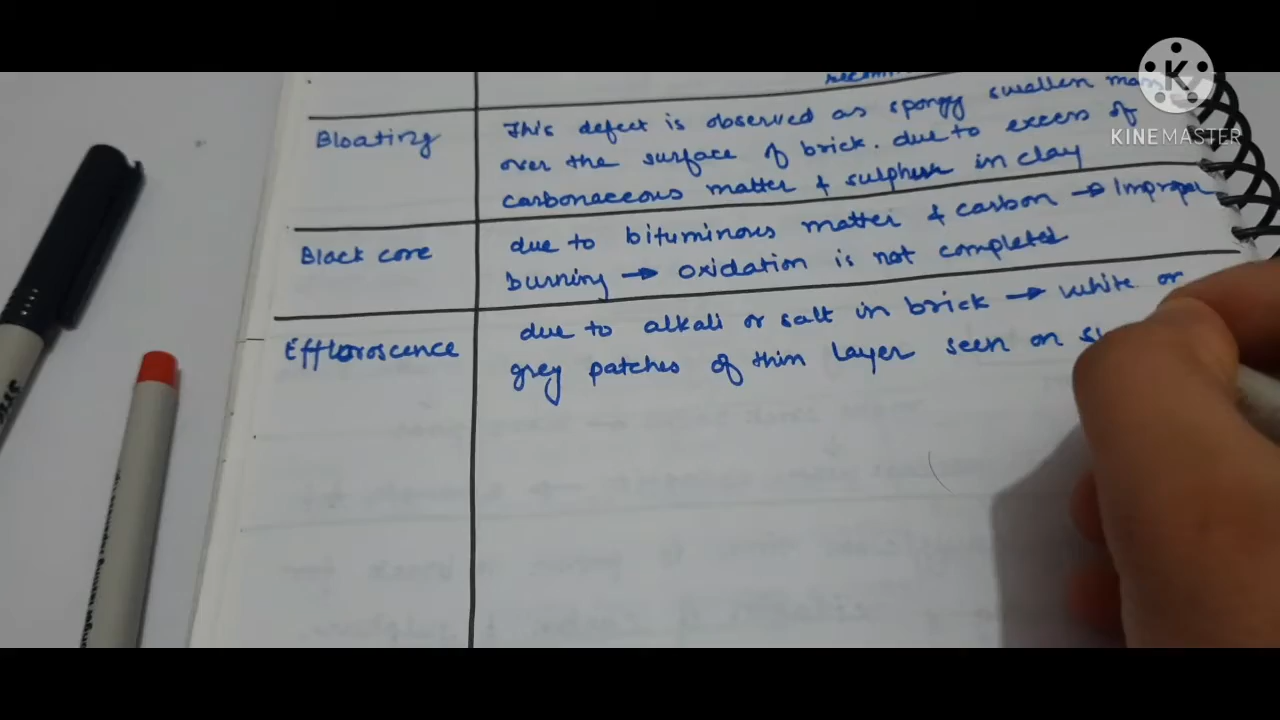 Bloating
This defect is observed as spongy swollen
over the surface of brick. due to excess of
carbonaceous matter & sulphur in clay
Black core
due to bituminous matter & carbon → Improper
burning → oxidation is not completed
Effloroscence
due to alkali or salt in brick → white or
grey patches of thin layer seen on
KINEMASTER